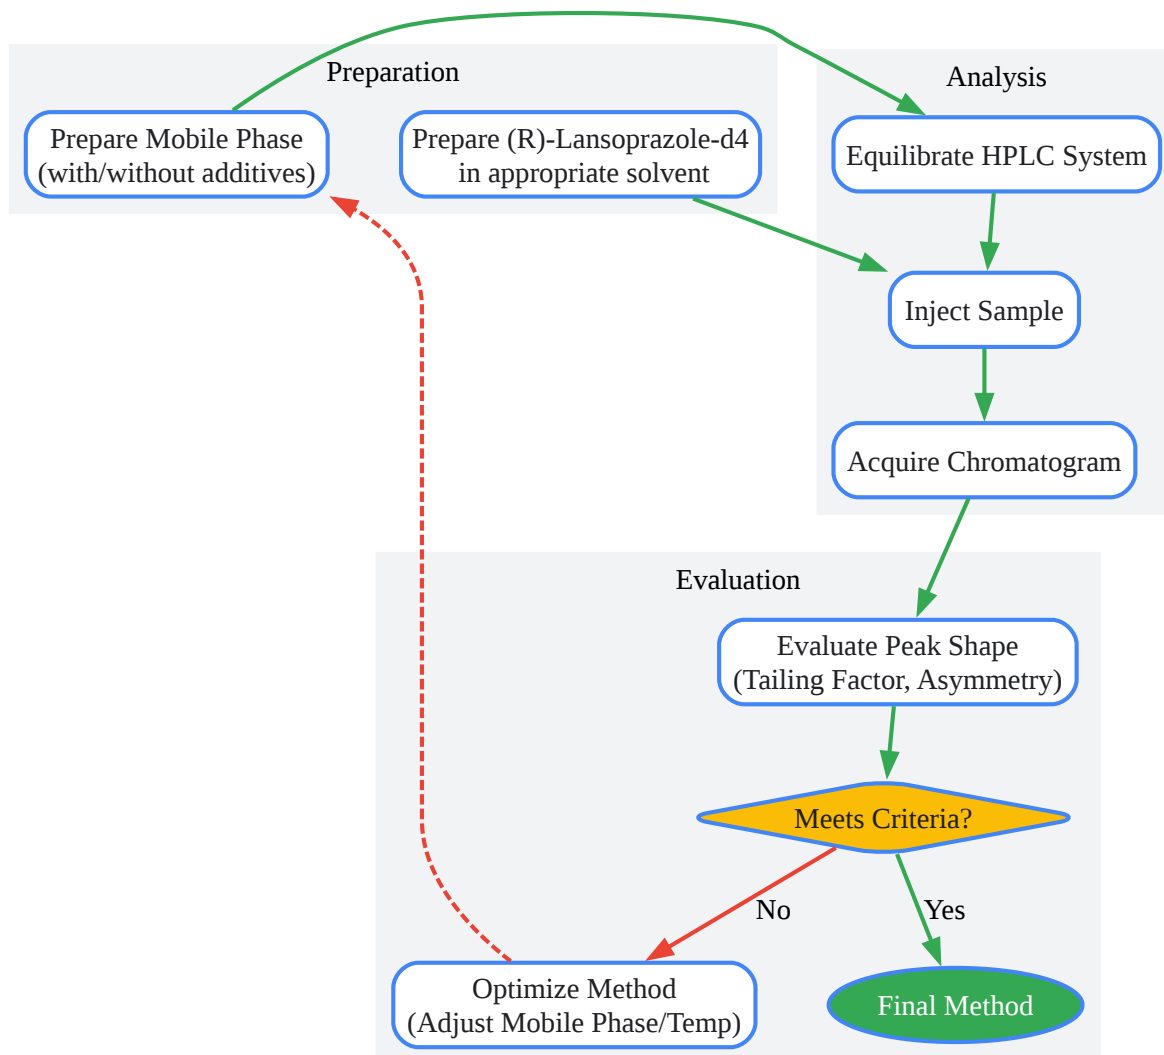 Preparation
Prepare Mobile Phase
(with/without additives)
Prepare (R)-Lansoprazole-d4
in appropriate solvent
Analysis
Equilibrate HPLC System
Inject Sample
Acquire Chromatogram
Evaluation
Evaluate Peak Shape
(Tailing Factor, Asymmetry)
Meets Criteria?
No
Yes
Optimize Method
(Adjust Mobile Phase/Temp)
Final Method